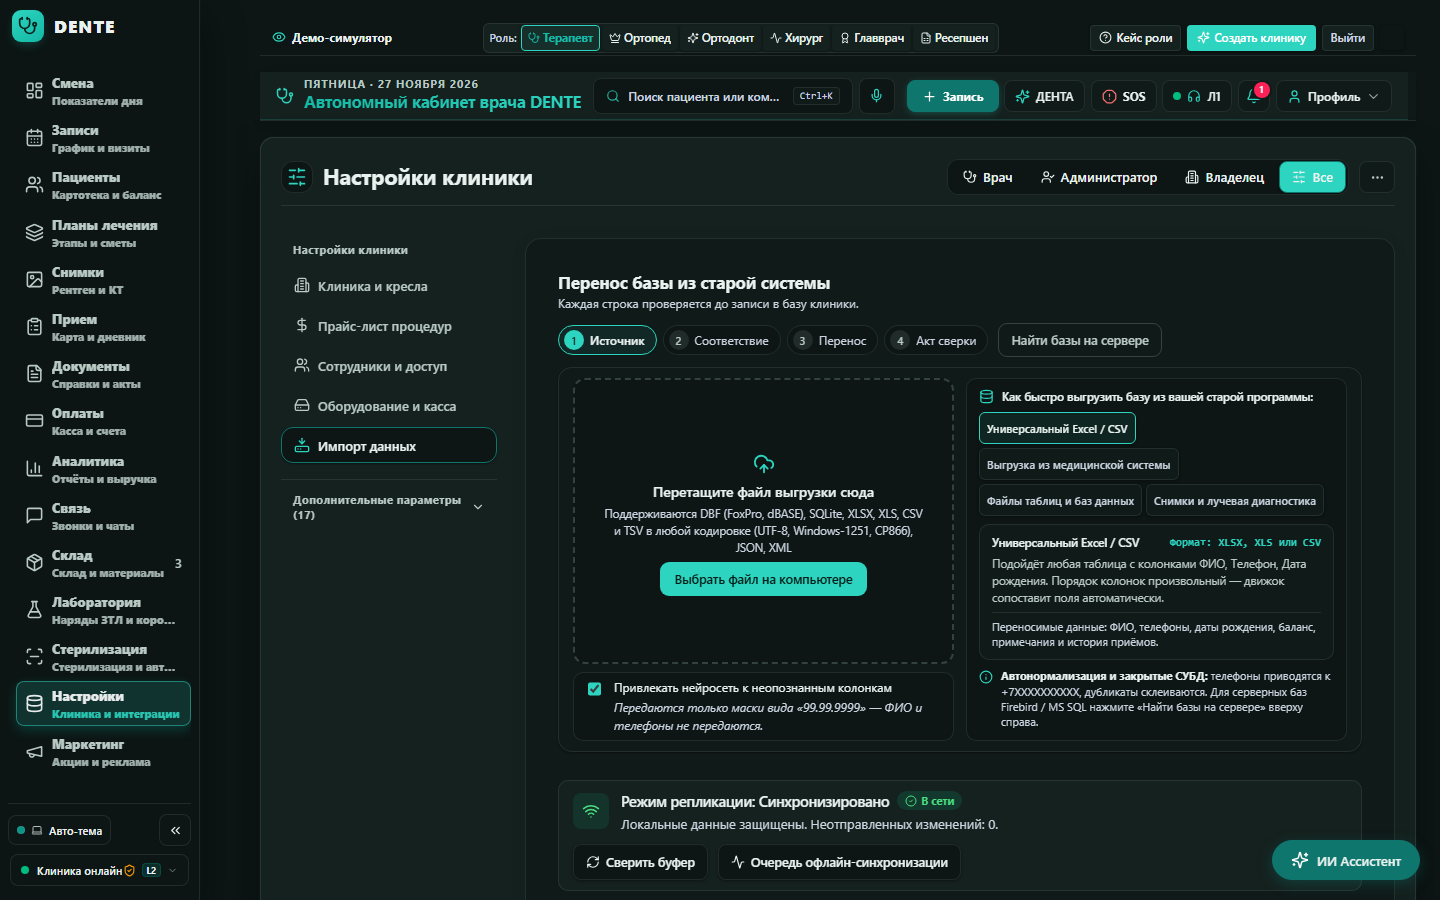 DENTE
Смена
Показатели дня
Записи
График и визиты
Пациенты
Картотека и баланс
Планы лечения
Этапы и сметы
Снимки
Рентген и КТ
Прием
Карта и дневник
Документы
Справки и акты
Оплаты
Касса и счета
Аналитика
Отчёты и выручка
Связь
Звонки и чаты
Склад
Склад и материалы
3
Лаборатория
Наряды ЗТЛ и коро...
Стерилизация
Стерилизация и авт...
Настройки
Клиника и интеграции
Маркетинг
Акции и реклама
Авто-тема
Клиника онлайн L2
Демо-симулятор
Роль: Терапевт Ортопед Ортодонт Хирург Главврач Ресепшен
Кейс роли Создать клинику Выйти
ПЯТНИЦА · 27 НОЯБРЯ 2026
Автономный кабинет врача DENTE
Поиск пациента или ком... Ctrl+K
Запись ДЕНТА SOS Л1 1 Профиль
Настройки клиники
Врач Администратор Владелец Все
Настройки клиники
Клиника и кресла
Прайс-лист процедур
Сотрудники и доступ
Оборудование и касса
Импорт данных
Дополнительные параметры
(17)
Перенос базы из старой системы
Каждая строка проверяется до записи в базу клиники.
1 Источник 2 Соответствие 3 Перенос 4 Акт сверки Найти базы на сервере
Перетащите файл выгрузки сюда
Поддерживаются DBF (FoxPro, dBASE), SQLite, XLSX, XLS, CSV
и TSV в любой кодировке (UTF-8, Windows-1251, CP866),
JSON, XML
Выбрать файл на компьютере
Привлекать нейросеть к неопознанным колонкам
Передаются только маски вида «99.99.9999» — ФИО и
телефоны не передаются.
Как быстро выгрузить базу из вашей старой программы:
Универсальный Excel / CSV
Выгрузка из медицинской системы
Файлы таблиц и баз данных Снимки и лучевая диагностика
Универсальный Excel / CSV Формат: XLSX, XLS или CSV
Подойдёт любая таблица с колонками ФИО, Телефон, Дата
рождения. Порядок колонок произвольный — движок
сопоставит поля автоматически.
Переносимые данные: ФИО, телефоны, даты рождения, баланс,
примечания и история приёмов.
Автонормализация и закрытые СУБД: телефоны приводятся к
+7XXXXXXXXXX, дубликаты склеиваются. Для серверных баз
Firebird / MS SQL нажмите «Найти базы на сервере» вверху
справа.
Режим репликации: Синхронизировано В сети
Локальные данные защищены. Неотправленных изменений: 0.
Сверить буфер Очередь офлайн-синхронизации
ИИ Ассистент